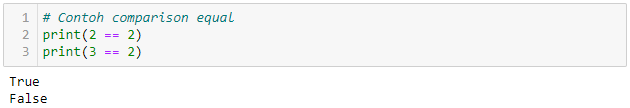 1 # Contoh comparison equal
2 print(2 == 2)
3 print(3 == 2)
True
False